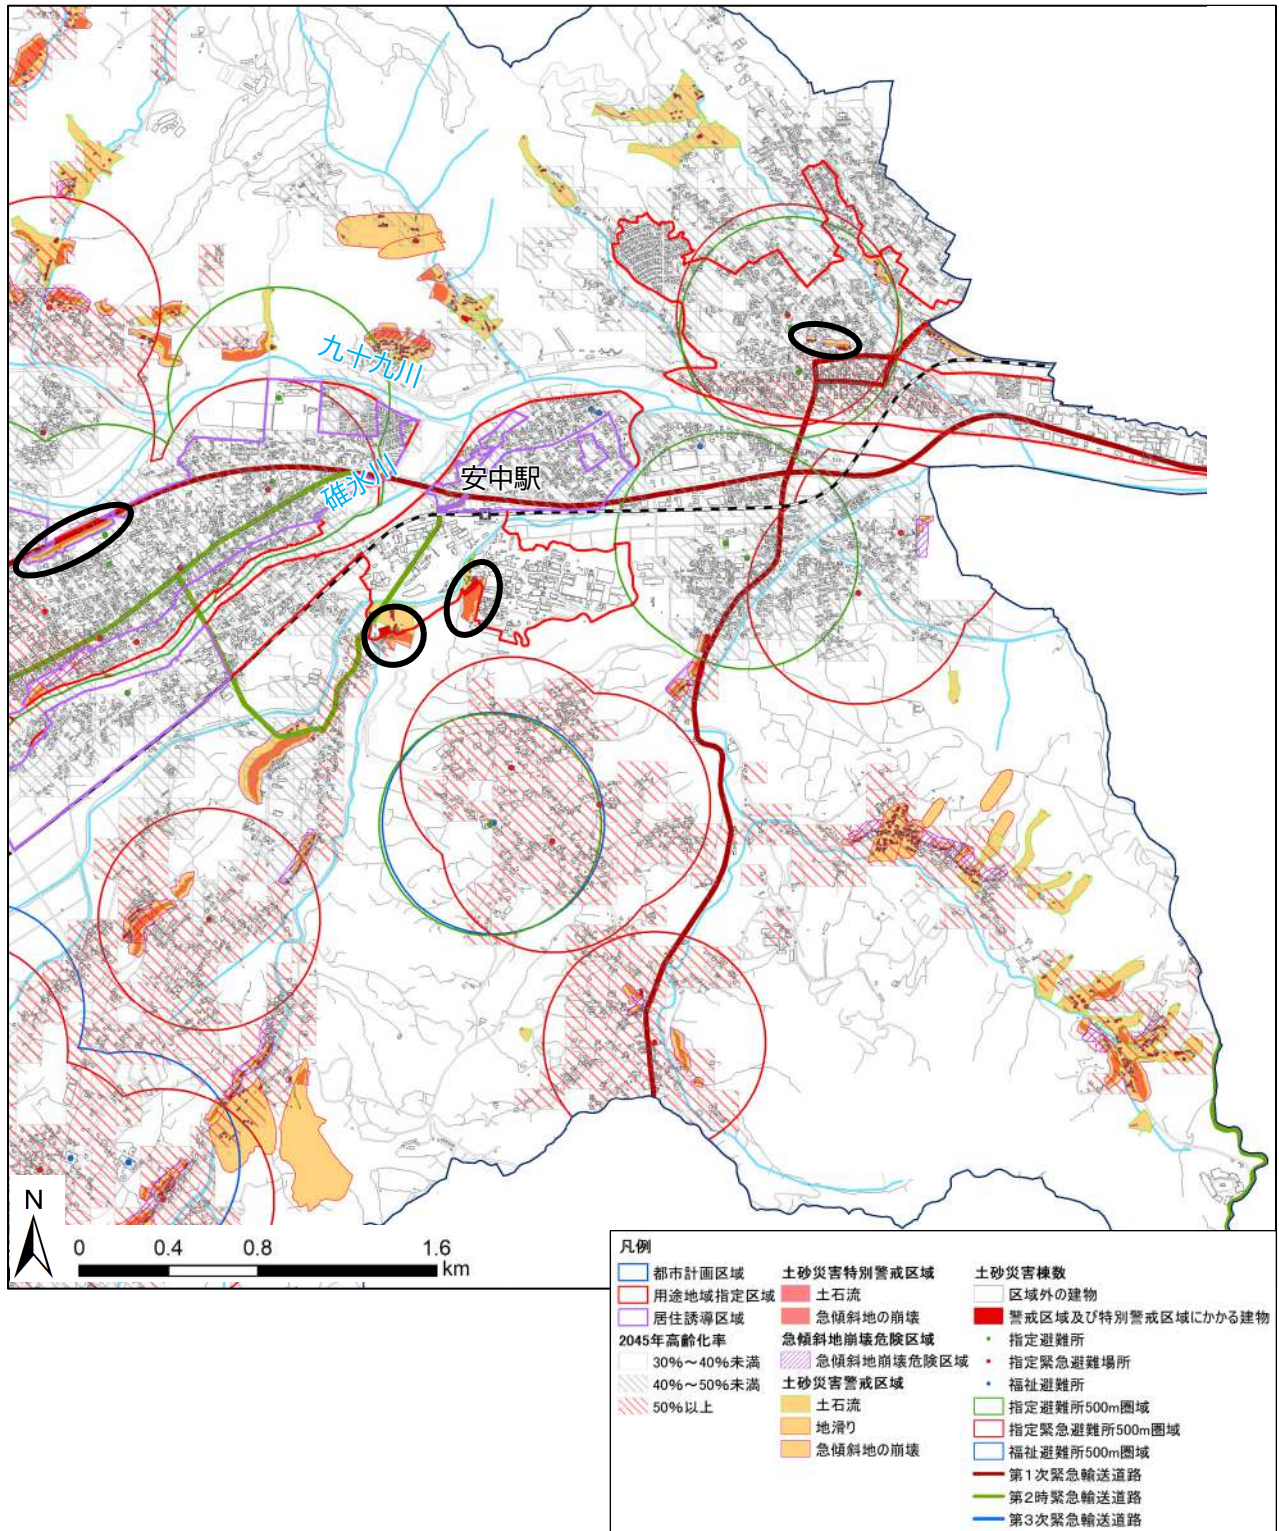 九十九川
碓氷川
安中駅
N
0 0.4 0.8 1.6
km
凡例
都市計画区域
用途地域指定区域
居住誘導区域
2045年高齢化率
30%～40%未満
40%～50%未満
50%以上
土砂災害特別警戒区域
土石流
急傾斜地の崩壊
急傾斜地崩壊危険区域
急傾斜地崩壊危険区域
土砂災害警戒区域
土石流
地滑り
急傾斜地の崩壊
土砂災害棟数
区域外の建物
警戒区域及び特別警戒区域にかかる建物
指定避難所
指定緊急避難場所
福祉避難所
指定避難所500m圏域
指定緊急避難所500m圏域
福祉避難所500m圏域
第1次緊急輸送道路
第2時緊急輸送道路
第3次緊急輸送道路